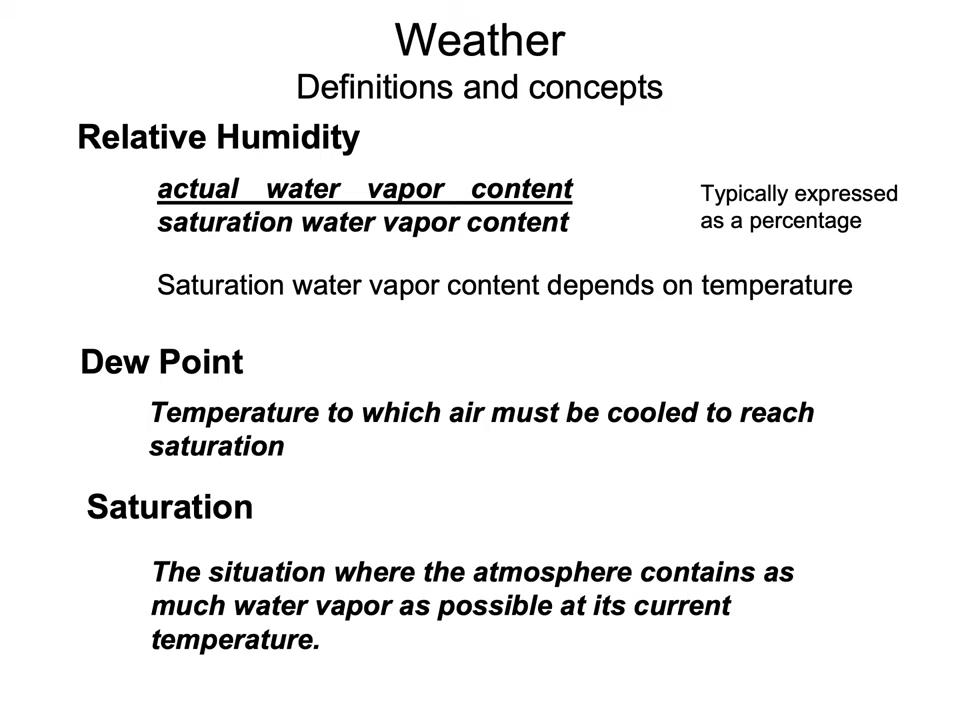 Weather
Definitions and concepts
Relative Humidity
actual water vapor content
saturation water vapor content
Typically expressed
as a percentage
Saturation water vapor content depends on temperature
Dew Point
Temperature to which air must be cooled to reach
saturation
Saturation
The situation where the atmosphere contains as
much water vapor as possible at its current
temperature.